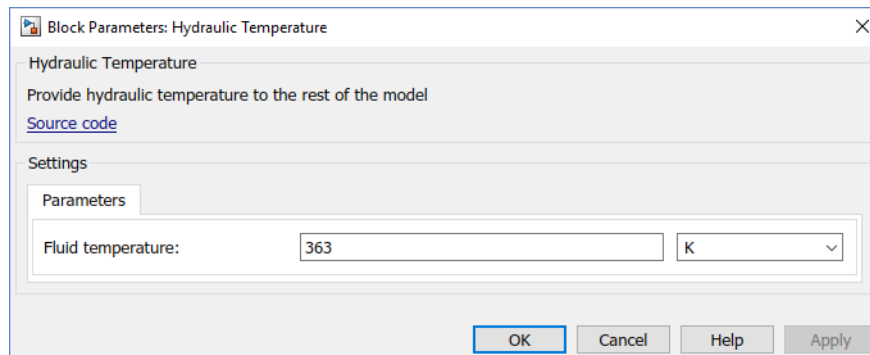 Block Parameters: Hydraulic Temperature
Hydraulic Temperature
Provide hydraulic temperature to the rest of the model
Source code
Settings
Parameters
Fluid temperature: 363 K
OK Cancel Help Apply